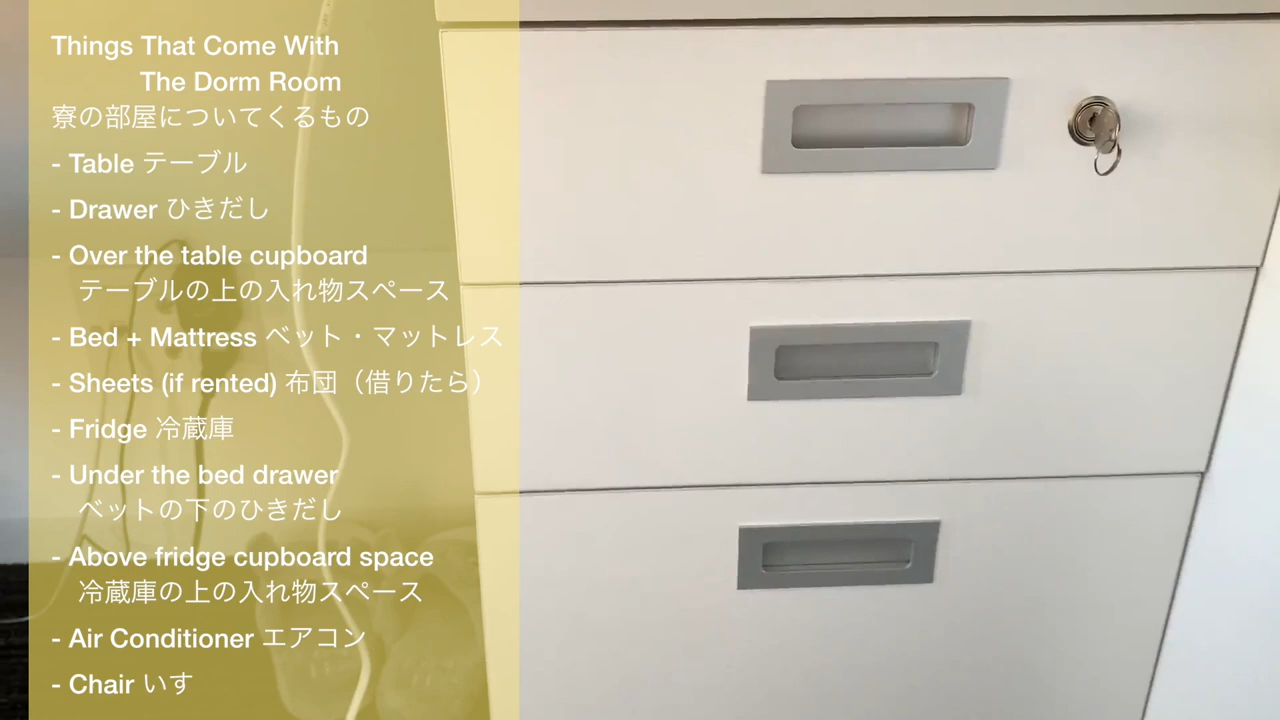 Things That Come With
The Dorm Room
寮の部屋についてくるもの
- Table テーブル
- Drawer ひきだし
- Over the table cupboard
テーブルの上の入れ物スペース
- Bed + Mattress ベット・マットレス
- Sheets (if rented) 布団（借りたら）
- Fridge 冷蔵庫
- Under the bed drawer
ベットの下のひきだし
- Above fridge cupboard space
冷蔵庫の上の入れ物スペース
- Air Conditioner エアコン
- Chair いす